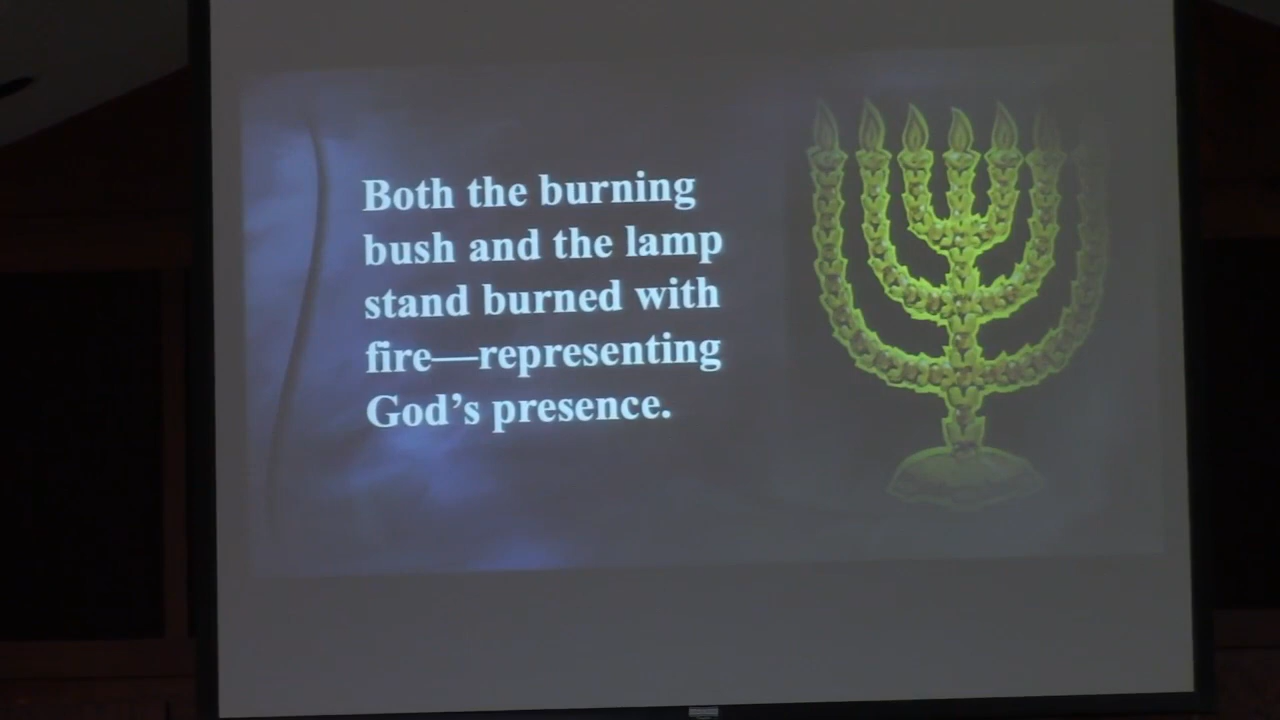 Both the burning
bush and the lamp
stand burned with
fire—representing
God’s presence.